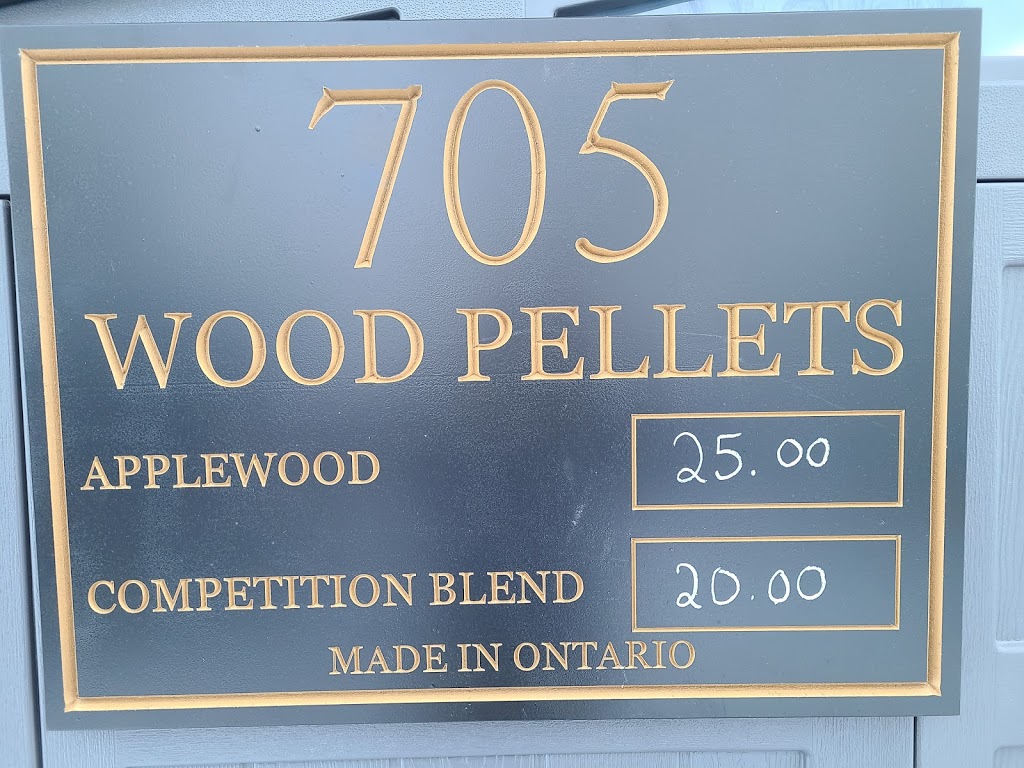 705
WOOD PELLETS
APPLEWOOD 25.00
COMPETITION BLEND 20.00
MADE IN ONTARIO